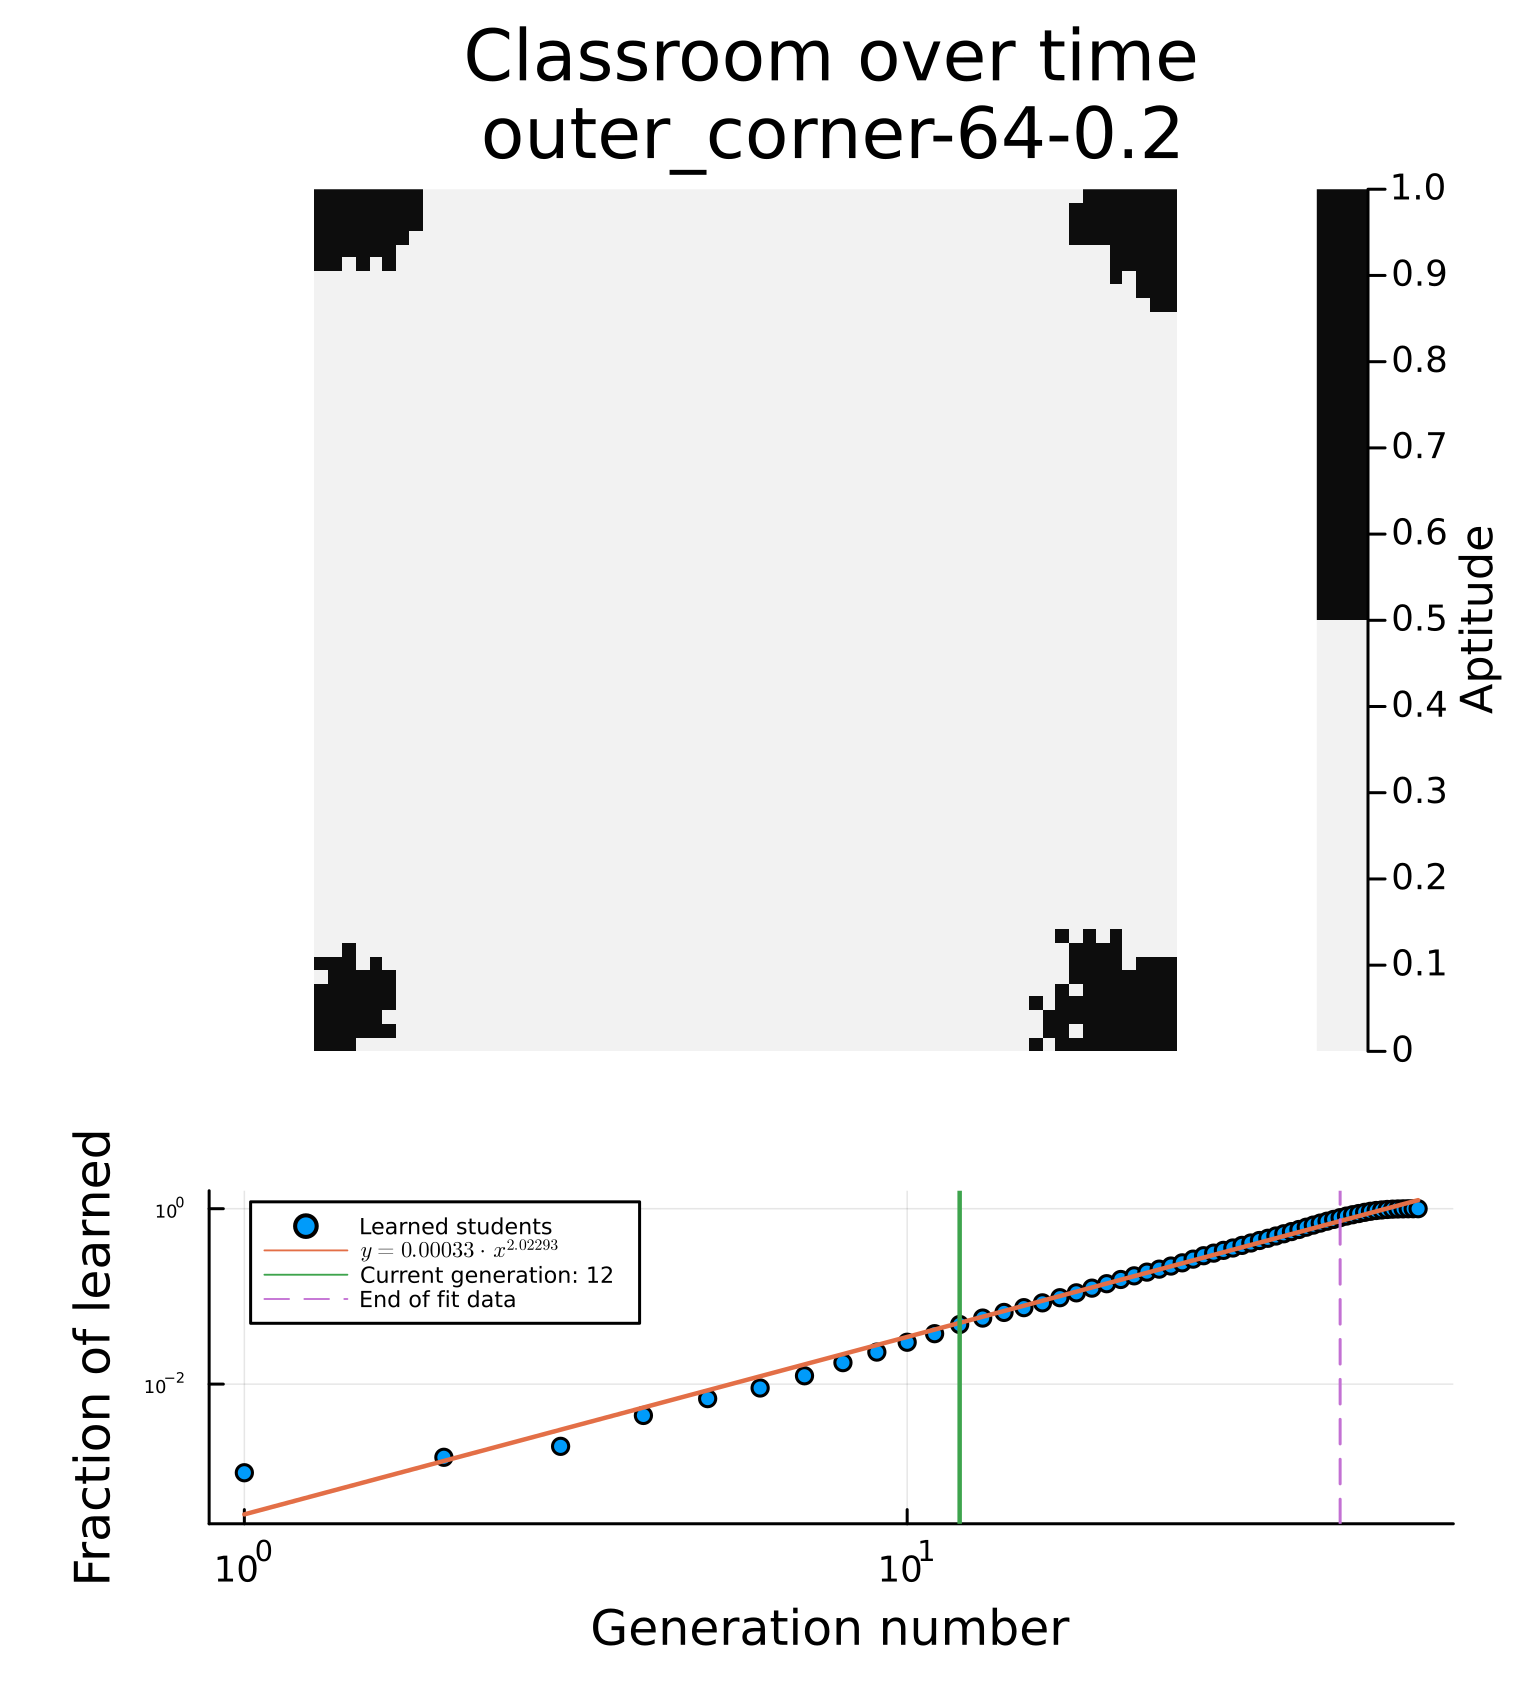 Classroom over time
outer_corner-64-0.2
1.0
0.9
0.8
0.7
0.6
0.5
0.4
0.3
0.2
0.1
0
Aptitude
Fraction of learned
10⁰
10⁻²
Learned students
y = 0.00033 · x^2.02293
Current generation: 12
End of fit data
10⁰
10¹
Generation number